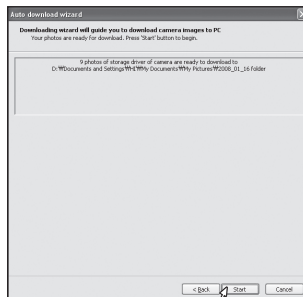 Auto download wizard
Downloading wizard will guide you to download camera images to PC
Your photos are ready for download. Press 'Start' button to begin.
9 photos of storage driver of camera are ready to download to
D:₩Documents and Settings₩ ₩My Documents₩My Pictures₩2008_01_16 folder
< Back
Start
Cancel